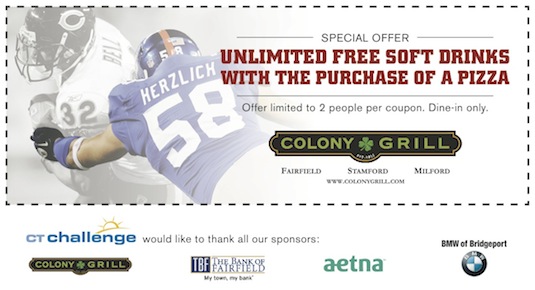 SPECIAL OFFER
UNLIMITED FREE SOFT DRINKS
WITH THE PURCHASE OF A PIZZA
Offer limited to 2 people per coupon. Dine-in only.
BELL
32
HERZLICH
58
COLONY GRILL
FAIRFIELD STAMFORD MILFORD
WWW.COLONYGRILL.COM
CT challenge would like to thank all our sponsors:
COLONY GRILL
TBF THE BANK OF
FAIRFIELD
My town, my bank
aetna
BMW of Bridgeport